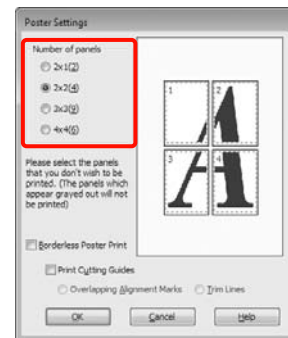 Poster Settings
Number of panels
2x1(2)
2x2(4)
3x3(9)
4x4(6)
1 2
3 4
Please select the panels
that you don't wish to be
printed. (The panels which
appear grayed out will not
be printed)
Borderless Poster Print
Print Cutting Guides
Overlapping Alignment Marks Trim Lines
OK Cancel Help